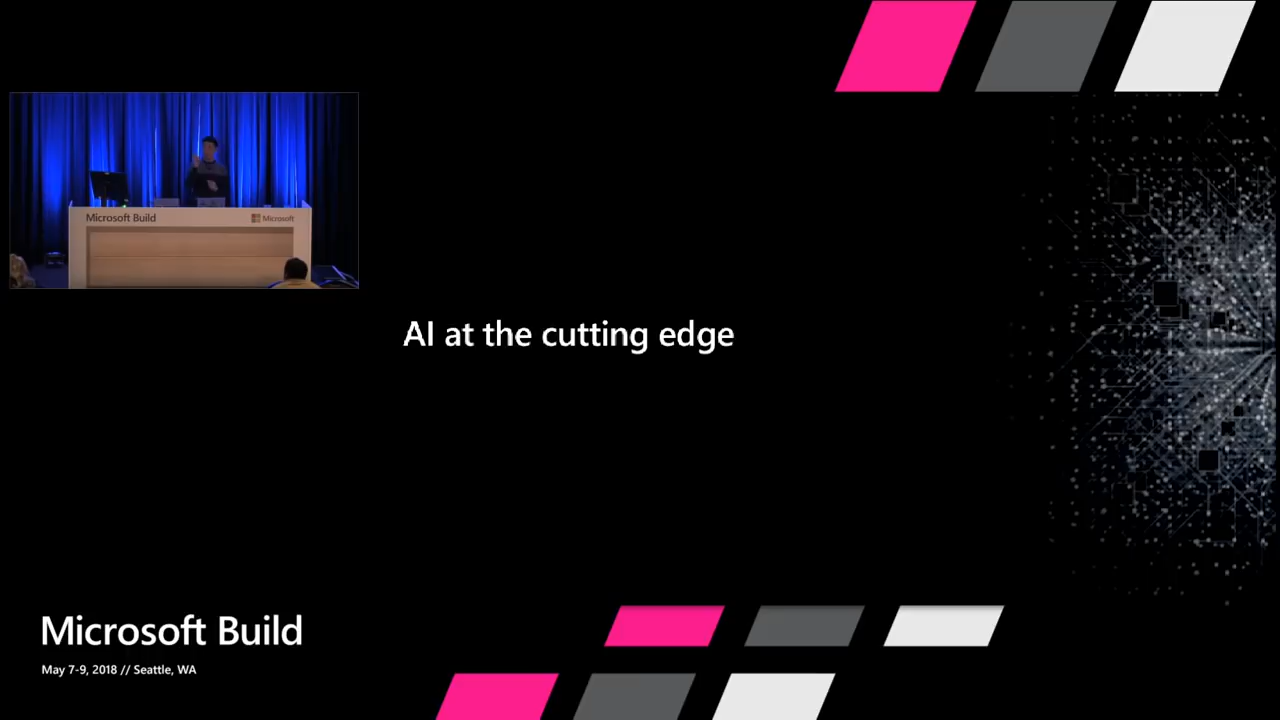 Microsoft Build
Microsoft
AI at the cutting edge
Microsoft Build
May 7-9, 2018 // Seattle, WA